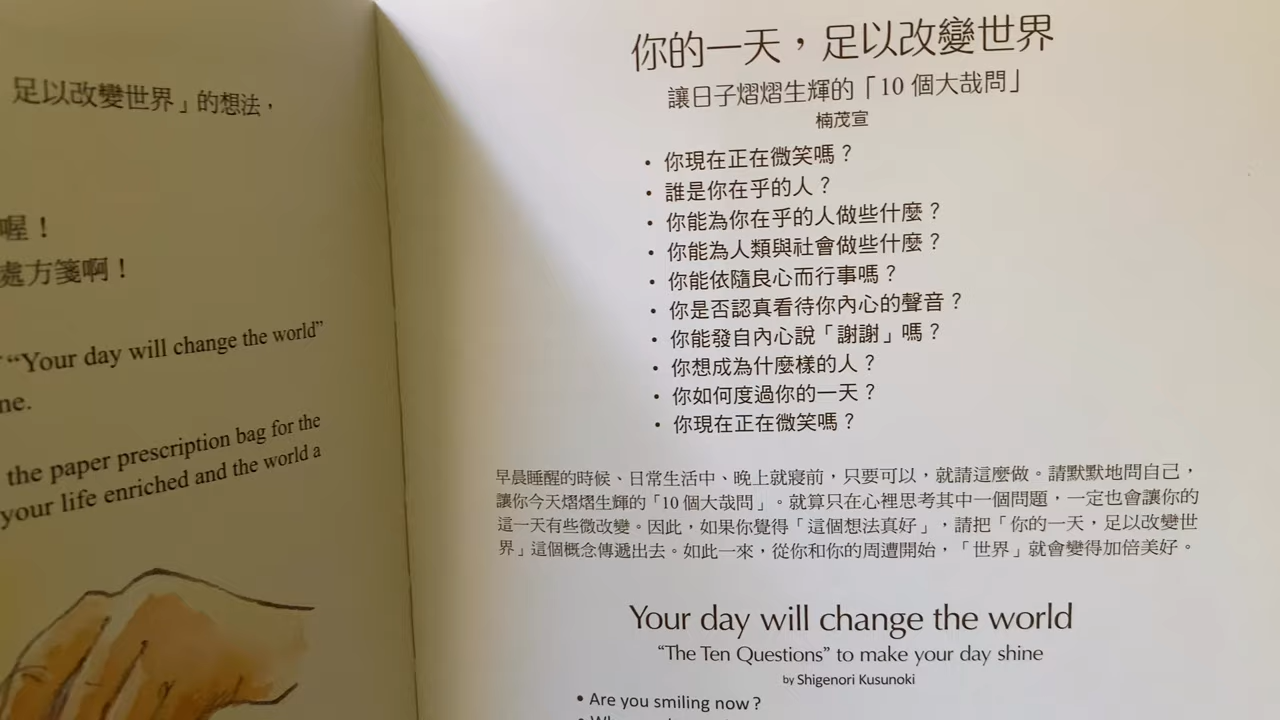 足以改變世界」的想法，
喔！
處方箋啊！
“Your day will change the world”
ne.
the paper prescription bag for the
your life enriched and the world a
你的一天，足以改變世界
讓日子熠熠生輝的「10 個大哉問」
楠茂宣
• 你現在正在微笑嗎？
• 誰是你在乎的人？
• 你能為你在乎的人做些什麼？
• 你能為人類與社會做些什麼？
• 你能依隨良心而行事嗎？
• 你是否認真看待你內心的聲音？
• 你能發自內心說「謝謝」嗎？
• 你想成為什麼樣的人？
• 你如何度過你的一天？
• 你現在正在微笑嗎？
早晨睡醒的時候、日常生活中、晚上就寢前，只要可以，就請這麼做。請默默地問自己，
讓你今天熠熠生輝的「10 個大哉問」。就算只在心裡思考其中一個問題，一定也會讓你的
這一天有些微改變。因此，如果你覺得「這個想法真好」，請把「你的一天，足以改變世
界」這個概念傳遞出去。如此一來，從你和你的周遭開始，「世界」就會變得加倍美好。
Your day will change the world
“The Ten Questions” to make your day shine
by Shigenori Kusunoki
• Are you smiling now?